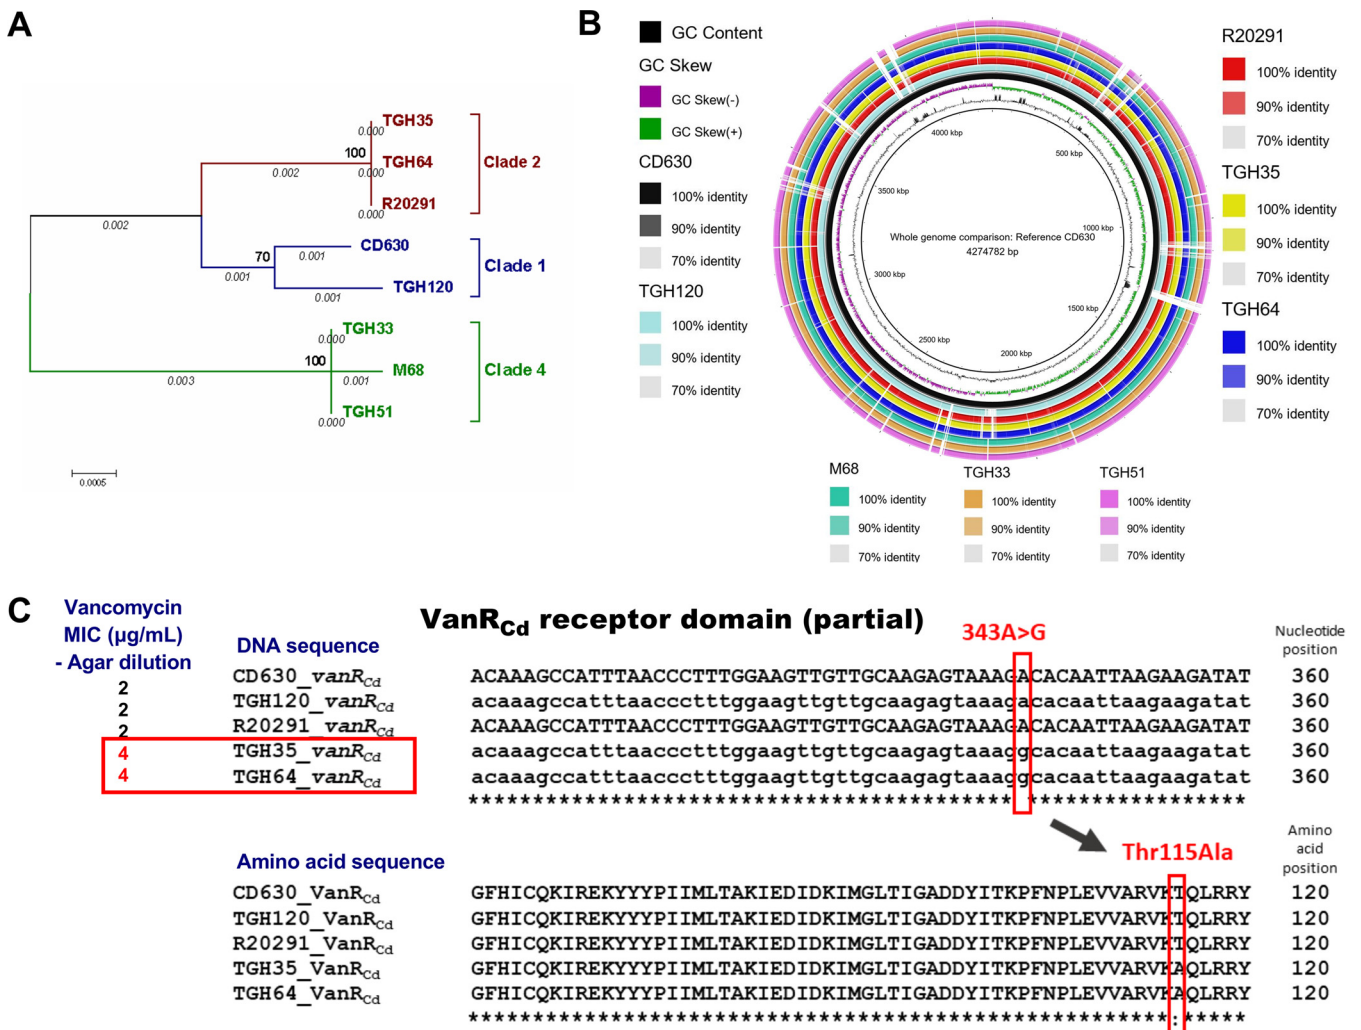 A
0.000
TGH35
100
TGH64
0.002
0.000
R20291
0.000
Clade 2
0.002
CD630
70
0.001
0.001
TGH120
0.001
Clade 1
TGH33
0.000
100
M68
0.003
0.001
TGH51
0.000
Clade 4
0.0005
B
GC Content
GC Skew
GC Skew(-)
GC Skew(+)
CD630
100% identity
90% identity
70% identity
TGH120
100% identity
90% identity
70% identity
4000 kbp
500 kbp
3500 kbp
1000 kbp
Whole genome comparison: Reference CD630
4274782 bp
3000 kbp
1500 kbp
2500 kbp
2000 kbp
R20291
100% identity
90% identity
70% identity
TGH35
100% identity
90% identity
70% identity
TGH64
100% identity
90% identity
70% identity
M68
100% identity
90% identity
70% identity
TGH33
100% identity
90% identity
70% identity
TGH51
100% identity
90% identity
70% identity
C
Vancomycin
MIC (µg/mL)
- Agar dilution
VanRCd receptor domain (partial)
343A>G
Nucleotide
position
DNA sequence
2 CD630_vanRCd ACAAAGCCATTTAACCCTTTGGAAGTTGTTGCAAGAGTAAAGACACAATTAAGAAGATAT 360
2 TGH120_vanRCd acaaagccatttaaccctttggaagttgttgcaagagtaaagacacaattaagaagatat 360
2 R20291_vanRCd ACAAAGCCATTTAACCCTTTGGAAGTTGTTGCAAGAGTAAAGACACAATTAAGAAGATAT 360
4 TGH35_vanRCd acaaagccatttaaccctttggaagttgttgcaagagtaaaggcacaattaagaagatat 360
4 TGH64_vanRCd acaaagccatttaaccctttggaagttgttgcaagagtaaaggcacaattaagaagatat 360
****************************************** *****************
Thr115Ala
Amino
acid
position
Amino acid sequence
CD630_VanRCd GFHICQKIREKYYYPIIMLTAKIEDIDKIMGLTIGADDYITKPFNPLEVVARVKTQLRRY 120
TGH120_VanRCd GFHICQKIREKYYYPIIMLTAKIEDIDKIMGLTIGADDYITKPFNPLEVVARVKTQLRRY 120
R20291_VanRCd GFHICQKIREKYYYPIIMLTAKIEDIDKIMGLTIGADDYITKPFNPLEVVARVKTQLRRY 120
TGH35_VanRCd GFHICQKIREKYYYPIIMLTAKIEDIDKIMGLTIGADDYITKPFNPLEVVARVKAQLRRY 120
TGH64_VanRCd GFHICQKIREKYYYPIIMLTAKIEDIDKIMGLTIGADDYITKPFNPLEVVARVKAQLRRY 120
******************************************************:*****